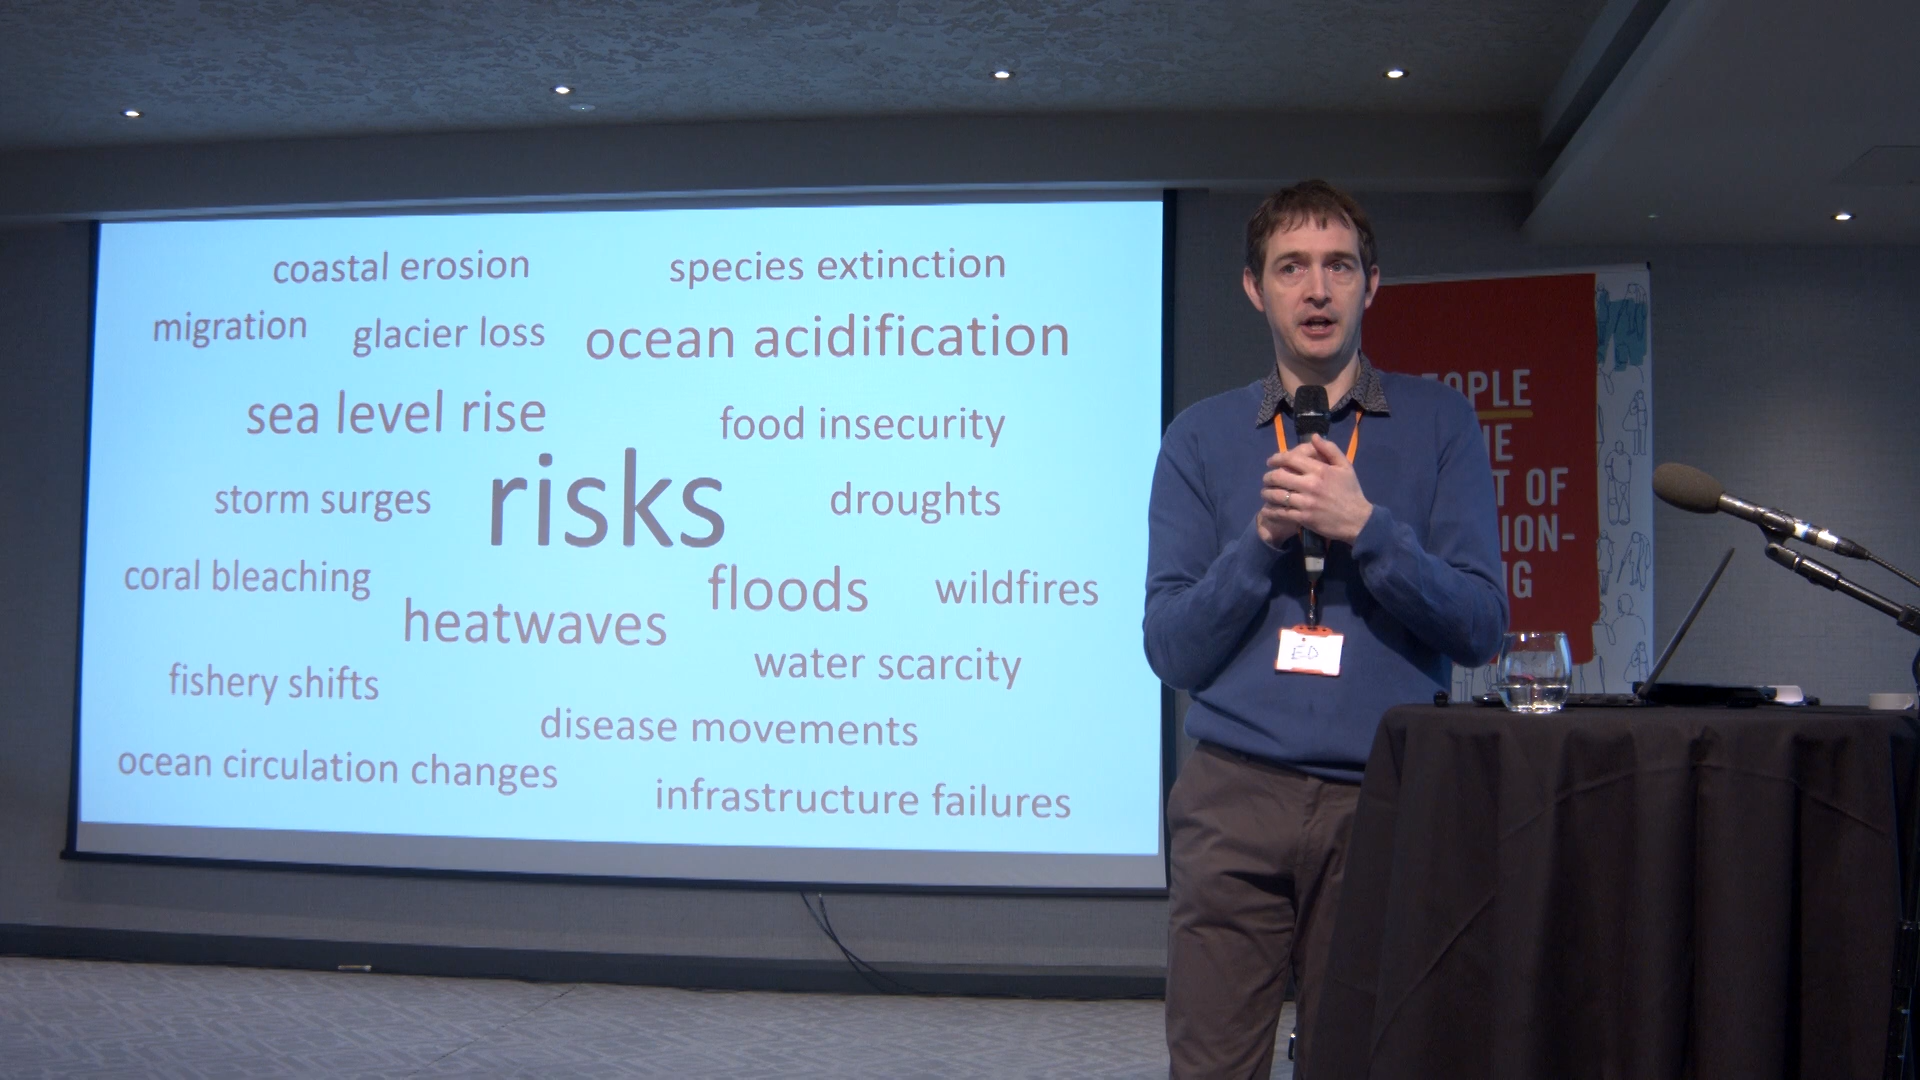 coastal erosion
species extinction
migration
glacier loss
ocean acidification
sea level rise
food insecurity
risks
storm surges
droughts
coral bleaching
floods
wildfires
heatwaves
water scarcity
fishery shifts
disease movements
ocean circulation changes
infrastructure failures
ED
OF